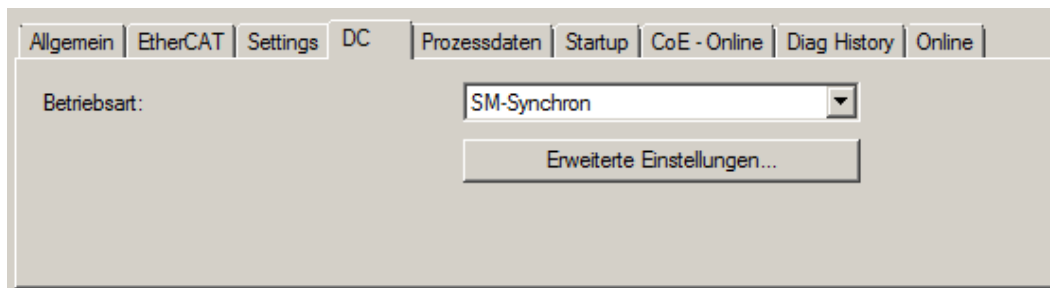 Allgemein EtherCAT Settings DC Prozessdaten Startup CoE - Online Diag History Online
Betriebsart: SM-Synchron
Erweiterte Einstellungen...